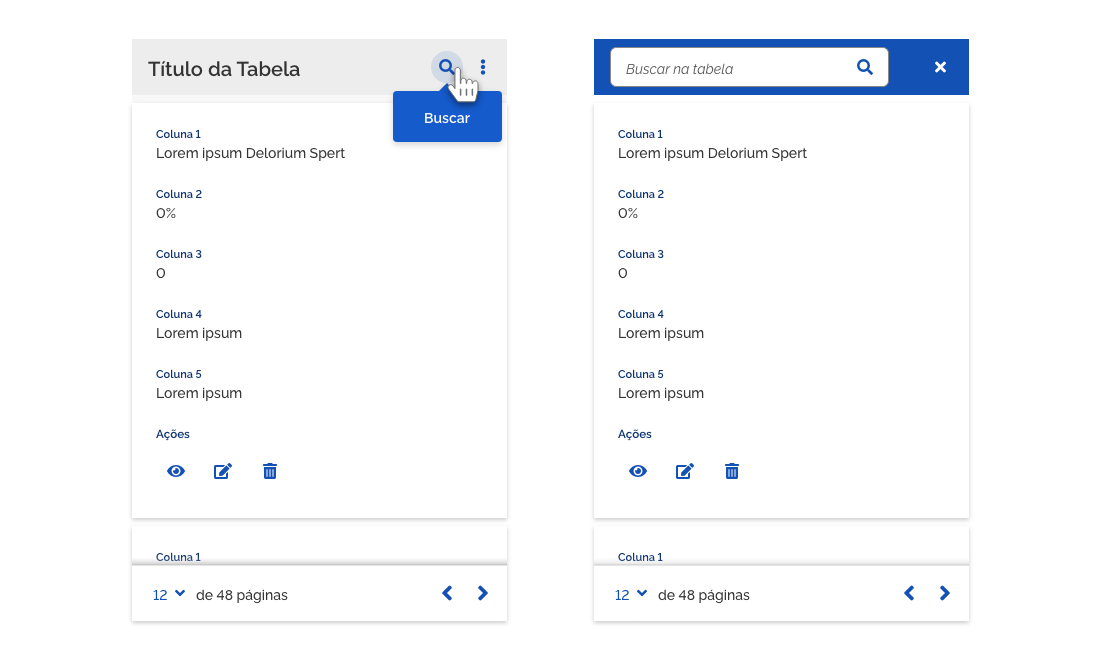 Título da Tabela
Buscar
Coluna 1
Lorem ipsum Delorium Spert
Coluna 2
0%
Coluna 3
0
Coluna 4
Lorem ipsum
Coluna 5
Lorem ipsum
Ações
Coluna 1
12 de 48 páginas
Buscar na tabela
Coluna 1
Lorem ipsum Delorium Spert
Coluna 2
0%
Coluna 3
0
Coluna 4
Lorem ipsum
Coluna 5
Lorem ipsum
Ações
Coluna 1
12 de 48 páginas